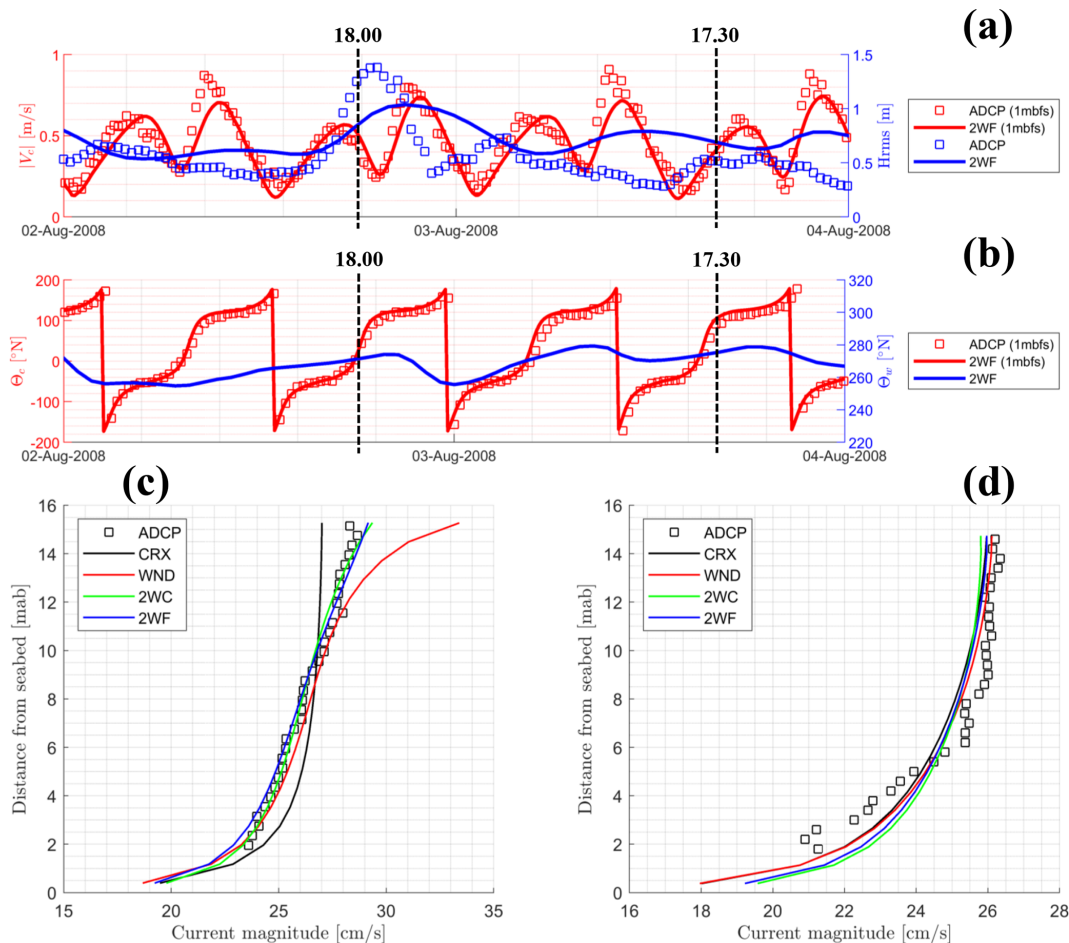 (a)
18.00
17.30
1
0.5
0
|V_c| [m/s]
1.5
1
0.5
0
Hrms [m]
02-Aug-2008
03-Aug-2008
04-Aug-2008
ADCP (1mbfs)
2WF (1mbfs)
ADCP
2WF
(b)
18.00
17.30
200
100
0
-100
-200
Θ_c [°N]
320
300
280
260
240
220
Θ_w [°N]
02-Aug-2008
03-Aug-2008
04-Aug-2008
ADCP (1mbfs)
2WF (1mbfs)
2WF
(c)
16
14
12
10
8
6
4
2
0
Distance from seabed [mab]
ADCP
CRX
WND
2WC
2WF
15
20
25
30
35
Current magnitude [cm/s]
(d)
16
14
12
10
8
6
4
2
0
Distance from seabed [mab]
ADCP
CRX
WND
2WC
2WF
16
18
20
22
24
26
28
Current magnitude [cm/s]